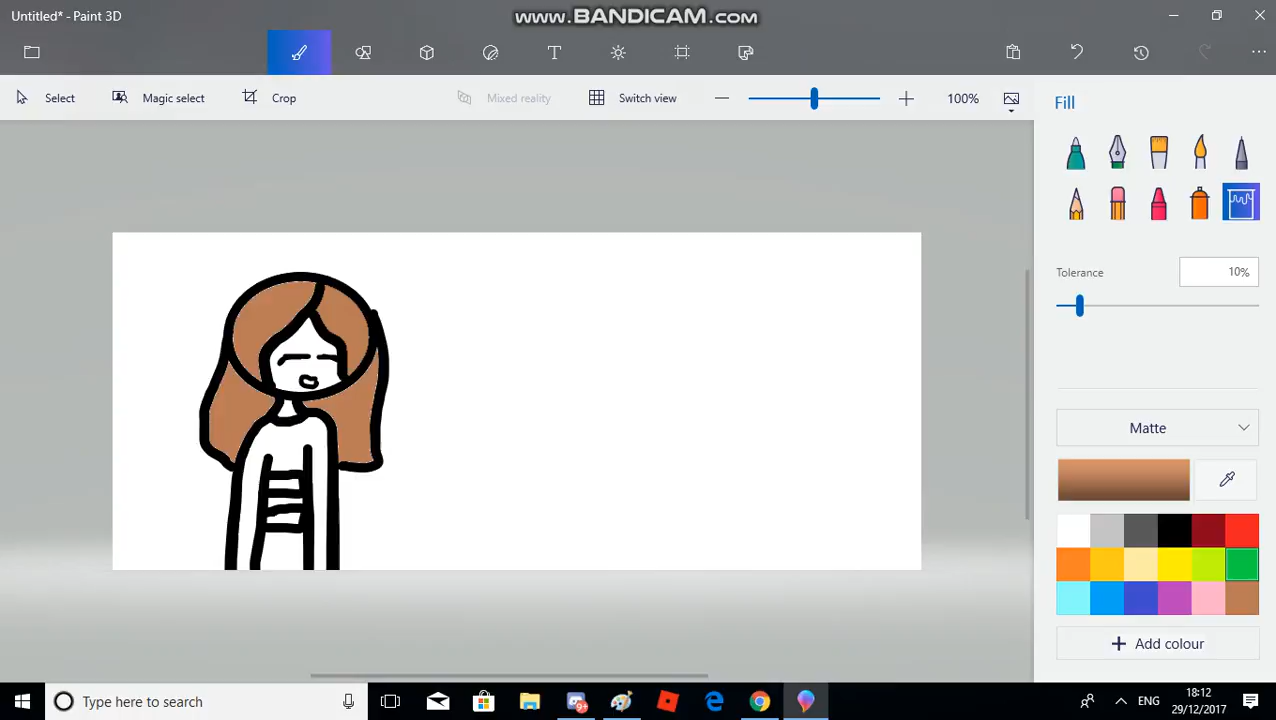 Untitled* - Paint 3D
www.BANDICAM.com
T
Select
Magic select
Crop
Mixed reality
Switch view
100%
Fill
Tolerance
10%
Matte
+ Add colour
Type here to search
9+
ENG
18:12
29/12/2017